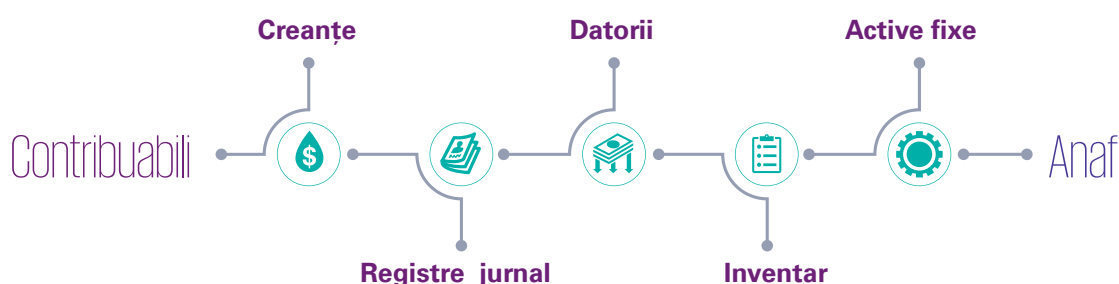 Creanțe
Datorii
Active fixe
Contribuabili
$
Anaf
Registre jurnal
Inventar